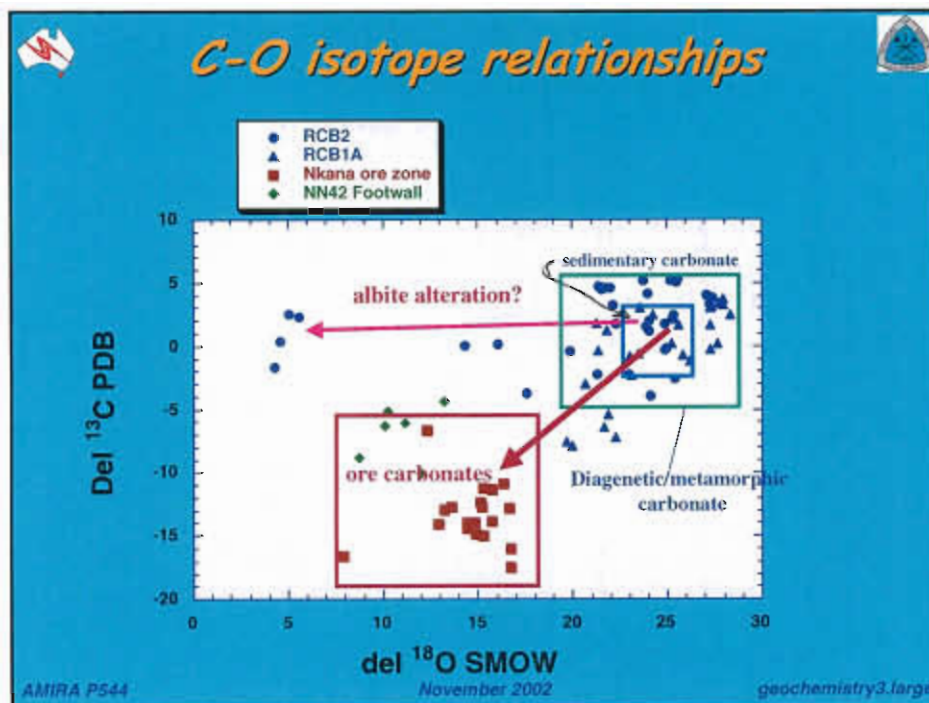 C-O isotope relationships
RCB2
RCB1A
Nkana ore zone
NN42 Footwall
10
5
0
-5
-10
-15
-20
Del 13C PDB
sedimentary carbonate
albite alteration?
ore carbonates
Diagenetic/metamorphic
carbonate
0 5 10 15 20 25 30
del 18O SMOW
AMIRA P544 November 2002 geochemistry3.large